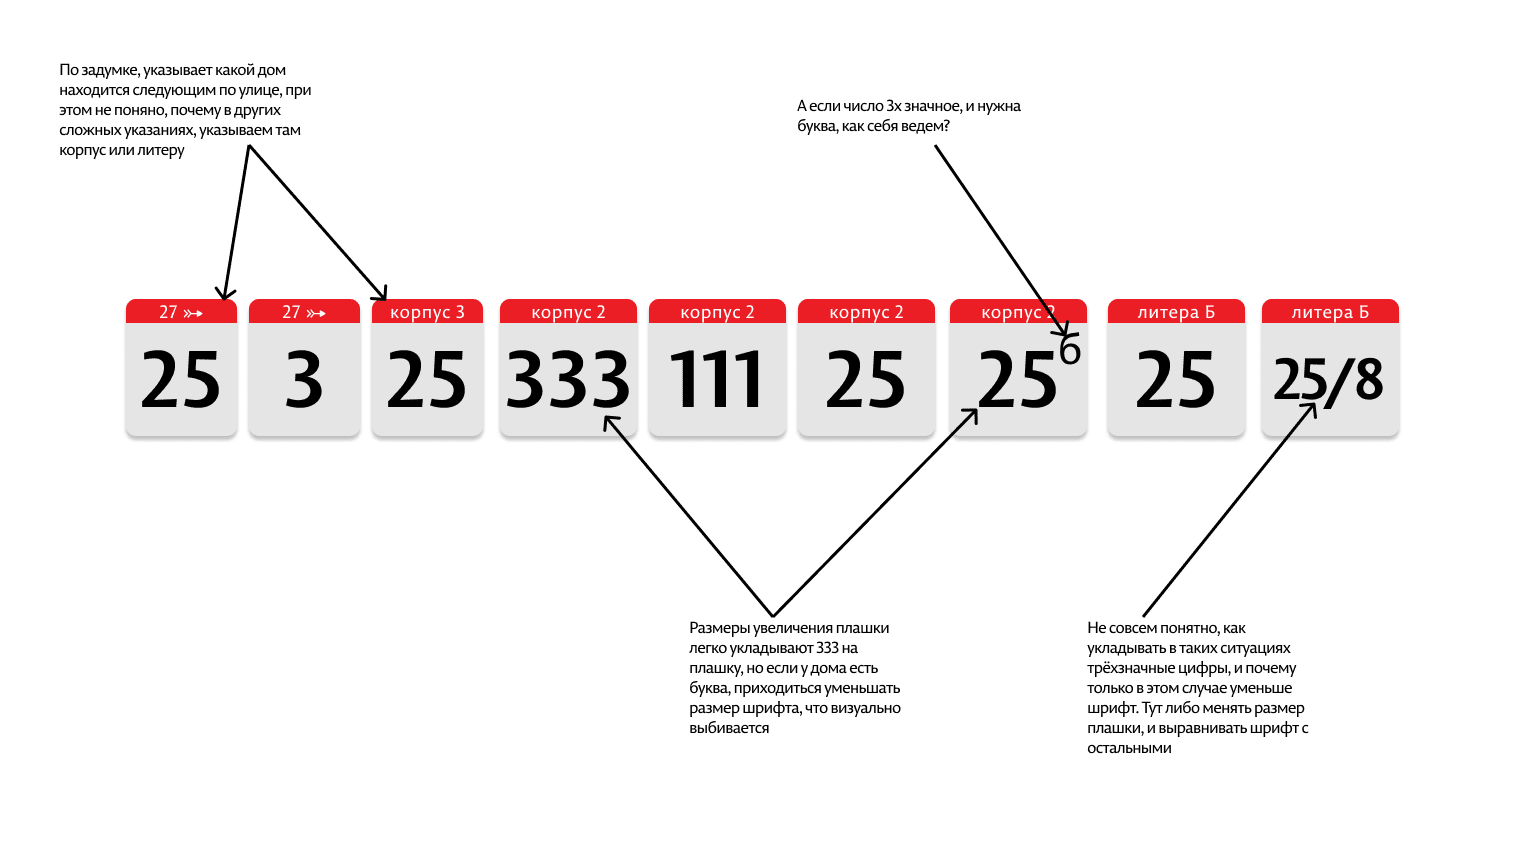 По задумке, указывает какой дом
находится следующим по улице, при
этом не поняно, почему в других
сложных указаниях, указываем там
корпус или литеру
А если число 3х значное, и нужна
буква, как себя ведем?
27
25
27
3
корпус 3
25
корпус 2
333
корпус 2
111
корпус 2
25
корпус 2
25б
литера Б
25
литера Б
25/8
Размеры увеличения плашки
легко укладывают 333 на
плашку, но если у дома есть
буква, приходиться уменьшать
размер шрифта, что визуально
выбивается
Не совсем понятно, как
укладывать в таких ситуациях
трёхзначные цифры, и почему
только в этом случае уменьше
шрифт. Тут либо менять размер
плашки, и выравнивать шрифт с
остальными